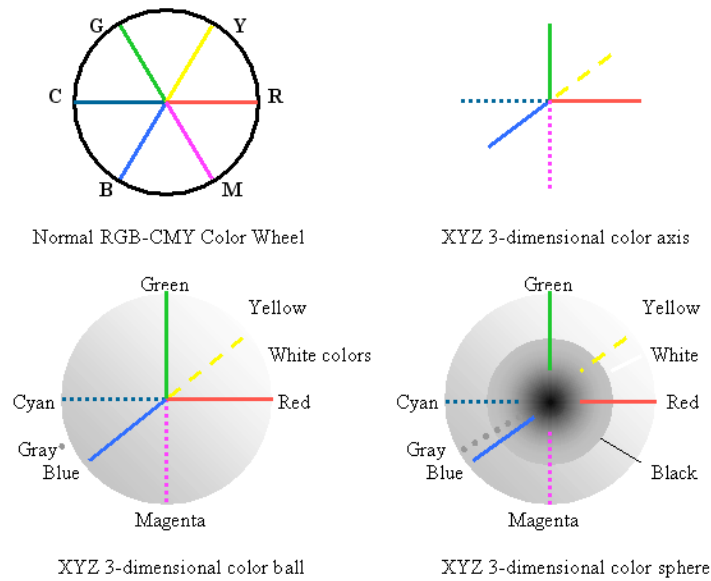 G
Y
C
R
B
M
Normal RGB-CMY Color Wheel
XYZ 3-dimensional color axis
Green
Yellow
White colors
Cyan
Red
Gray
Blue
Magenta
XYZ 3-dimensional color ball
Green
Yellow
White
Cyan
Red
Gray
Blue
Black
Magenta
XYZ 3-dimensional color sphere